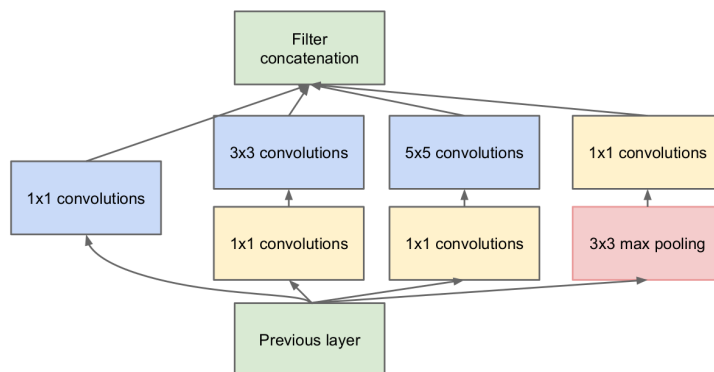 Filter
concatenation
3x3 convolutions
5x5 convolutions
1x1 convolutions
1x1 convolutions
1x1 convolutions
1x1 convolutions
3x3 max pooling
Previous layer